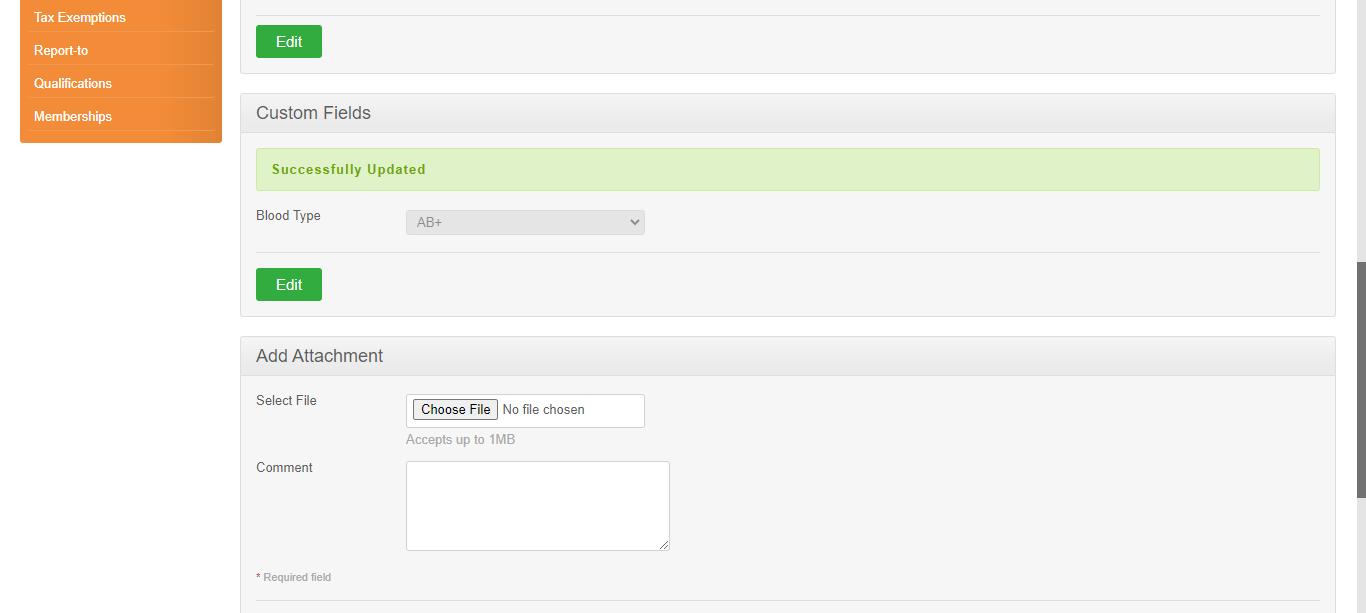 Tax Exemptions
Report-to
Qualifications
Memberships
Edit
Custom Fields
Successfully Updated
Blood Type
AB+
Edit
Add Attachment
Select File
Choose File No file chosen
Accepts up to 1MB
Comment
* Required field